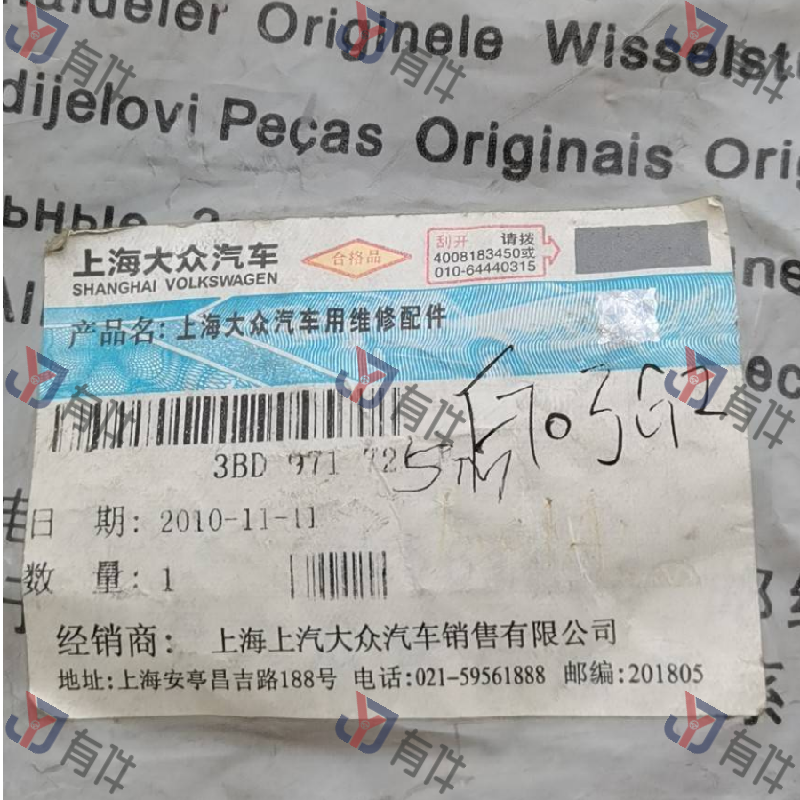 Originele Wisselst
dijelovi Peças Originais Orig
上海大众汽车
SHANGHAI VOLKSWAGEN
合格品
刮开 请拨
4008183450或
010-64440315
产品名: 上海大众汽车用维修配件
3BD 971 725
E703G2
日 期: 2010-11-11
数 量: 1
经销商: 上海上汽大众汽车销售有限公司
地址:上海安亭昌吉路188号 电话:021-59561888 邮编:201805
有件